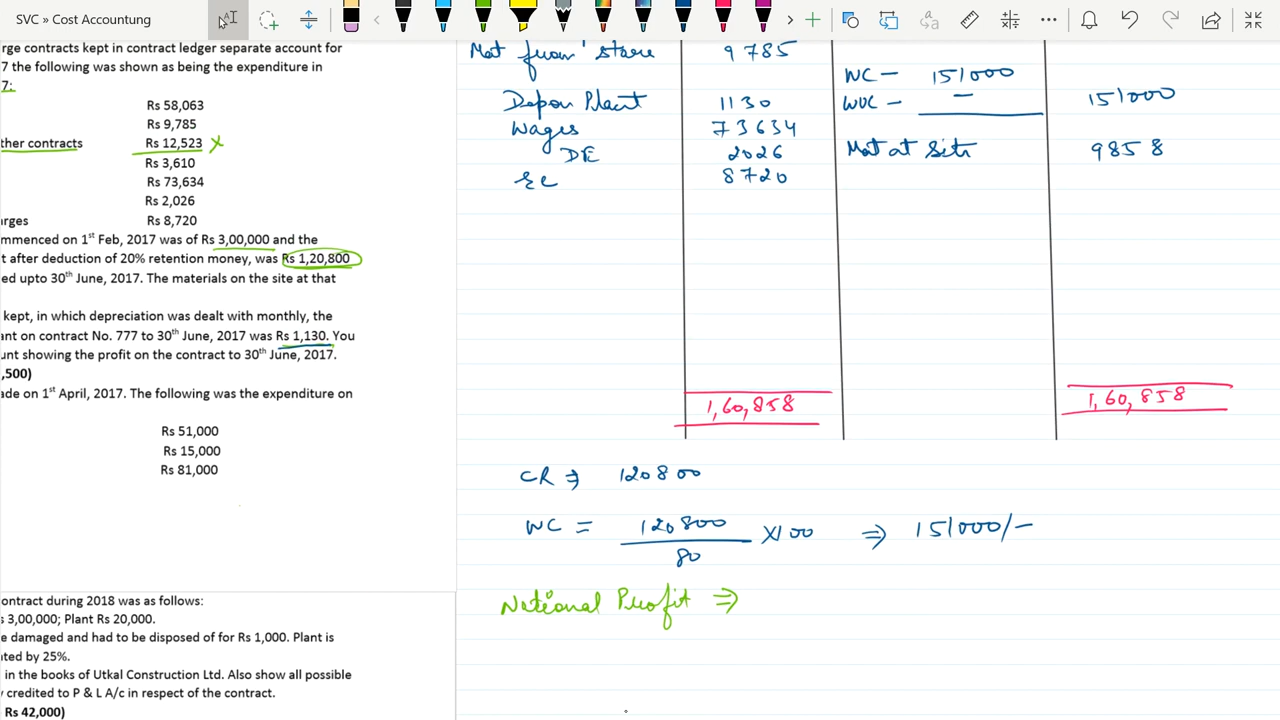 SVC » Cost Accountung
rge contracts kept in contract ledger separate account for
7 the following was shown as being the expenditure in
7:
Rs 58,063
Rs 9,785
ther contracts Rs 12,523 X
Rs 3,610
Rs 73,634
Rs 2,026
arges Rs 8,720
mmenced on 1st Feb, 2017 was of Rs 3,00,000 and the
t after deduction of 20% retention money, was Rs 1,20,800
ed upto 30th June, 2017. The materials on the site at that
kept, in which depreciation was dealt with monthly, the
ant on contract No. 777 to 30th June, 2017 was Rs 1,130. You
unt showing the profit on the contract to 30th June, 2017.
,500)
ade on 1st April, 2017. The following was the expenditure on
Rs 51,000
Rs 15,000
Rs 81,000
ontract during 2018 was as follows:
s 3,00,000; Plant Rs 20,000.
e damaged and had to be disposed of for Rs 1,000. Plant is
ated by 25%.
in the books of Utkal Construction Ltd. Also show all possible
y credited to P & L A/c in respect of the contract.
Rs 42,000)
Mat from store 9785
WC - 151000
Depon Plant 1130 WUC - – 151000
Wages 73634
DE 2026 Mat at Site 9858
8720
1,60,858 1,60,858
CR ⇒ 120800
WC = 120800
80 X100 ⇒ 151000/-
Notional Profit ⇒